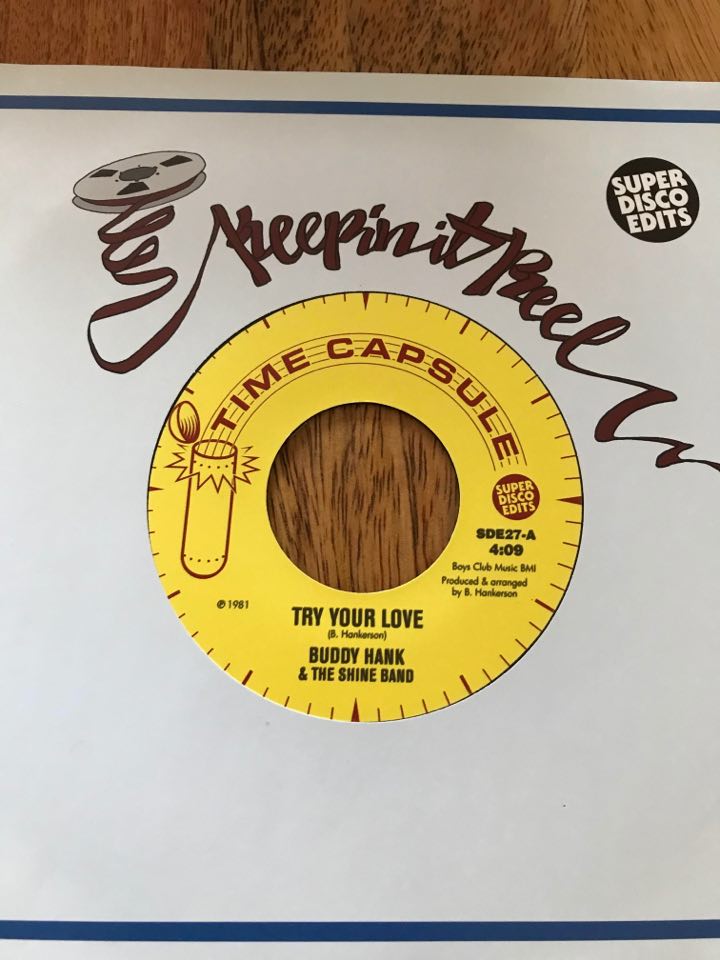 keepin it Reel
SUPER
DISCO
EDITS
TIME CAPSULE
SUPER
DISCO
EDITS
SDE27-A
4:09
Boys Club Music BMI
Produced & arranged
by B. Hankerson
℗ 1981
TRY YOUR LOVE
(B. Hankerson)
BUDDY HANK
& THE SHINE BAND